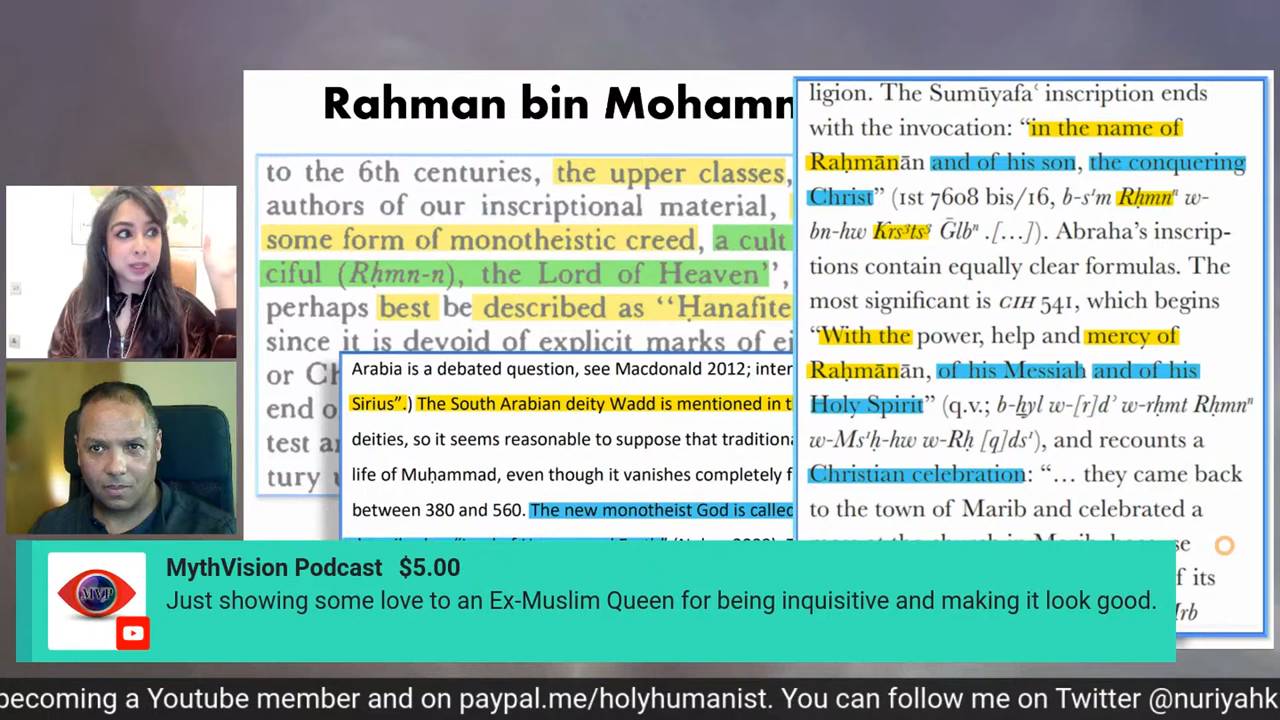 Rahman bin Mohamm
to the 6th centuries, the upper classes,
authors of our inscriptional material,
some form of monotheistic creed, a cult
ciful (Rḥmn-n), the Lord of Heaven’’,
perhaps best be described as ‘‘Ḥanafite
since it is devoid of explicit marks of ei
or Ch
end o
test a
tury
Arabia is a debated question, see Macdonald 2012; inter
Sirius”.) The South Arabian deity Wadd is mentioned in t
deities, so it seems reasonable to suppose that traditiona
life of Muḥammad, even though it vanishes completely f
between 380 and 560. The new monotheist God is called
ligion. The Sumūyafaʿ inscription ends
with the invocation: “in the name of
Raḥmānān and of his son, the conquering
Christ” (1st 7608 bis/16, b-s¹m Rḥmnⁿ w-
bn-hw Krs³ts³ Ġlbⁿ .[…]). Abraha’s inscrip-
tions contain equally clear formulas. The
most significant is CIH 541, which begins
“With the power, help and mercy of
Raḥmānān, of his Messiah and of his
Holy Spirit” (q.v.; b-ḫyl w-[r]dʾ w-rḥmt Rḥmnⁿ
w-Ms¹ḥ-hw w-Rḥ [q]ds¹), and recounts a
Christian celebration: “… they came back
to the town of Marib and celebrated a
se
f its
Mrb
MythVision Podcast $5.00
Just showing some love to an Ex-Muslim Queen for being inquisitive and making it look good.
MVP
becoming a Youtube member and on paypal.me/holyhumanist. You can follow me on Twitter @nuriyahk